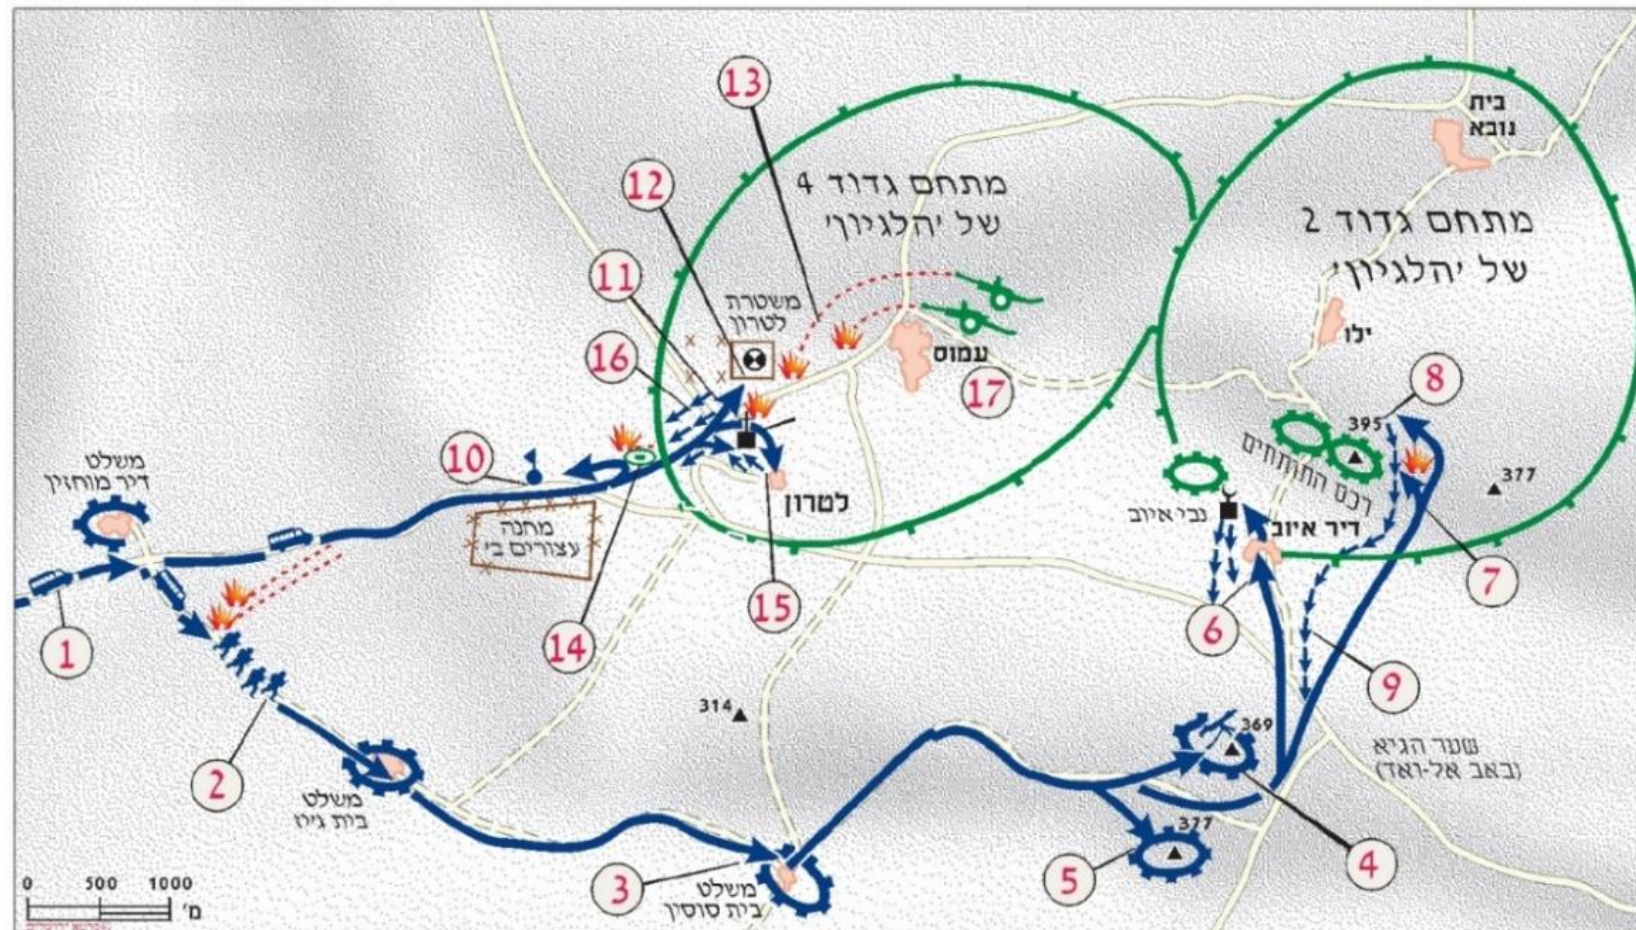 13
בית
נובא
12
מתחם גדוד 4
של 'הלגיון'
מתחם גדוד 2
של 'הלגיון'
11
משטרת
לטרון
ילו
16
עמוס
17
8
395
רכס התותחים
377
10
משלט
דיר מוחזין
מחנה
עצורים ב'
לטרון
נבי איוב
דיר איוב
7
1
14
15
6
9
314
369
שער הגיא
(באב אל-ואד)
2
משלט
בית ג'יז
377
3
משלט
בית סוסין
5
4
0 500 1000
מ'